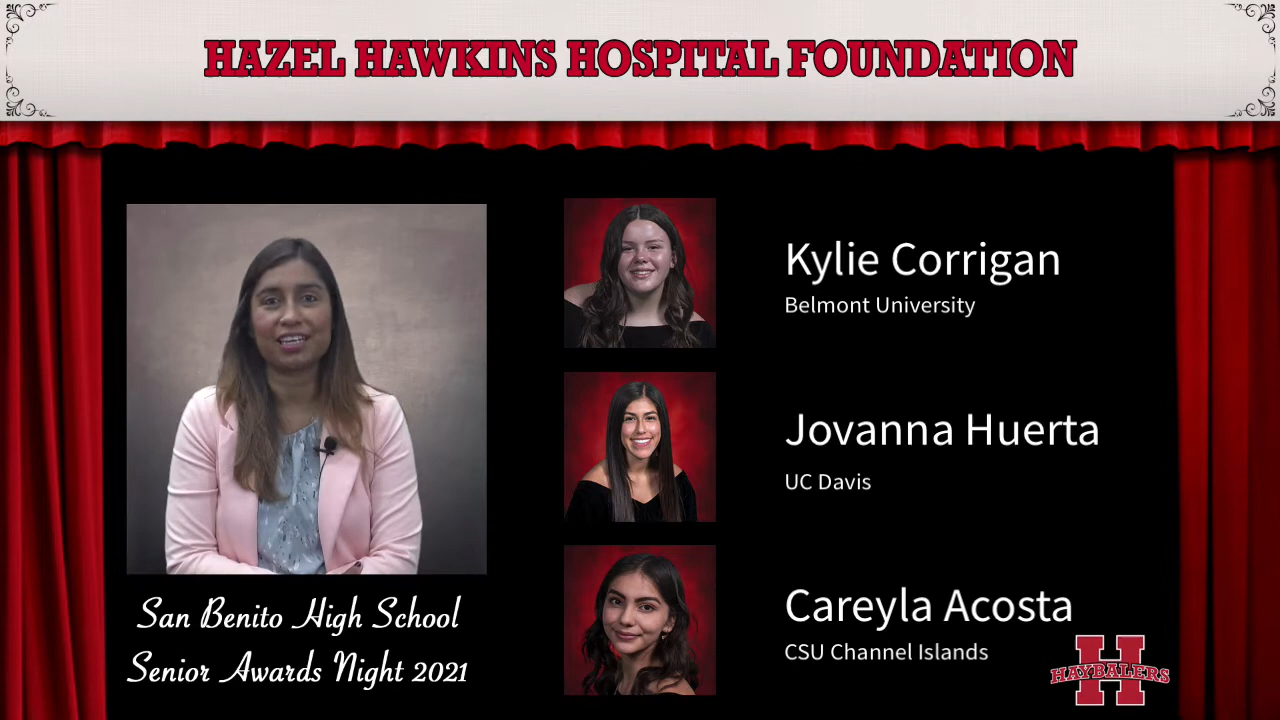 HAZEL HAWKINS HOSPITAL FOUNDATION
Kylie Corrigan
Belmont University
Jovanna Huerta
UC Davis
Careyla Acosta
CSU Channel Islands
San Benito High School
Senior Awards Night 2021
H
HAYBALERS